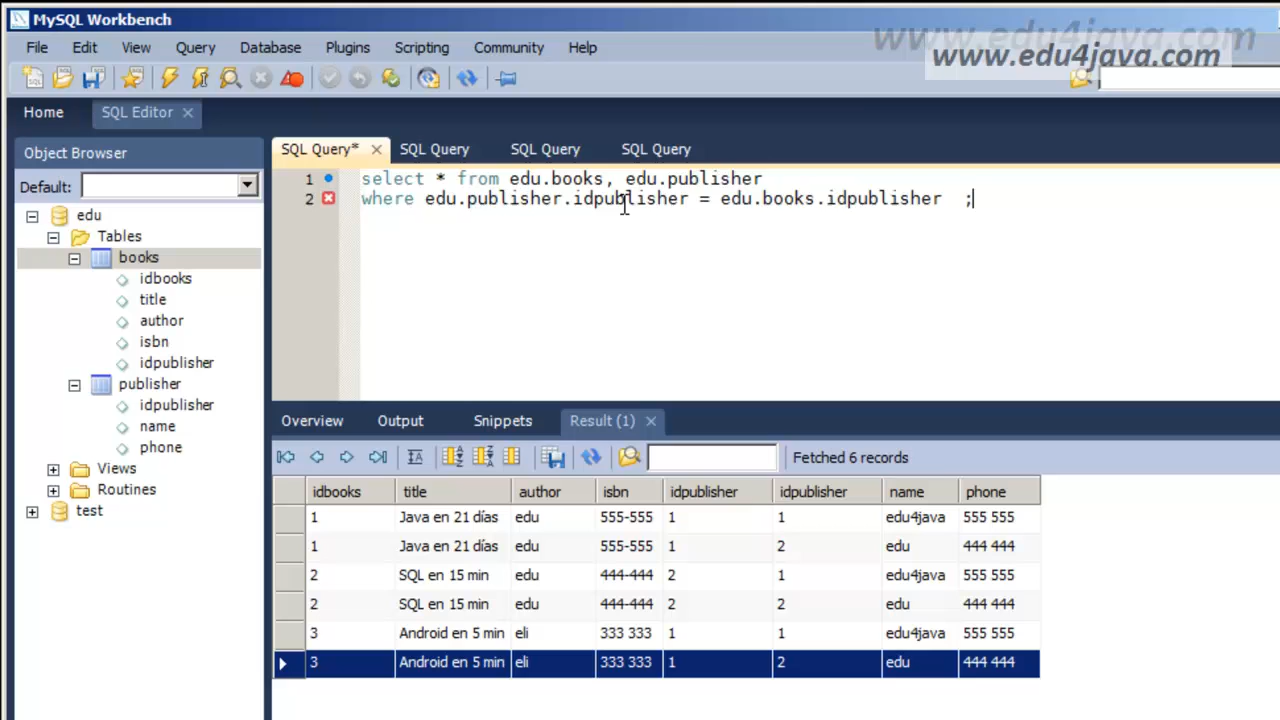 MySQL Workbench
www.edu4java.com
File Edit View Query Database Plugins Scripting Community Help
www.edu4java.com
Home SQL Editor
Object Browser
SQL Query* SQL Query SQL Query SQL Query
Default:
1 select * from edu.books, edu.publisher
2 where edu.publisher.idpublisher = edu.books.idpublisher ;
edu
Tables
books
idbooks
title
author
isbn
idpublisher
publisher
idpublisher
name
phone
Views
Routines
test
Overview Output Snippets Result (1)
Fetched 6 records
idbooks title author isbn idpublisher idpublisher name phone
1 Java en 21 días edu 555-555 1 1 edu4java 555 555
1 Java en 21 días edu 555-555 1 2 edu 444 444
2 SQL en 15 min edu 444-444 2 1 edu4java 555 555
2 SQL en 15 min edu 444-444 2 2 edu 444 444
3 Android en 5 min eli 333 333 1 1 edu4java 555 555
3 Android en 5 min eli 333 333 1 2 edu 444 444